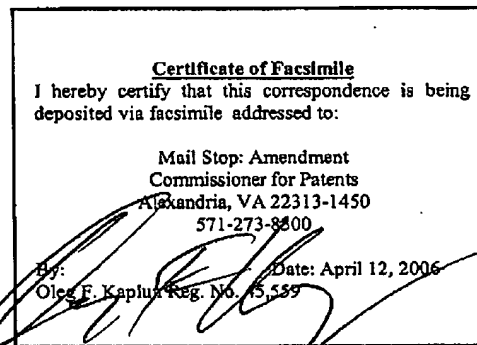 Certificate of Facsimile
I hereby certify that this correspondence is being
deposited via facsimile addressed to:
Mail Stop: Amendment
Commissioner for Patents
Alexandria, VA 22313-1450
571-273-8300
By: Date: April 12, 2006
Oleg F. Kaplun Reg. No. 45,559